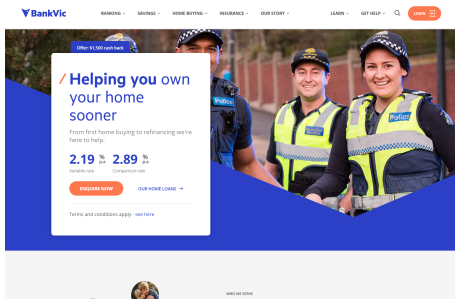 BankVic
BANKING SAVINGS HOME BUYING INSURANCE OUR STORY LEARN GET HELP LOGIN
Offer: $1,500 cash back
Helping you own
your home
sooner
From first home buying to refinancing we're
here to help.
2.19 % p.a 2.89 % p.a
Variable rate Comparison rate
ENQUIRE NOW OUR HOME LOANS →
Terms and conditions apply - see here
Police
Police
WHO WE SERVE